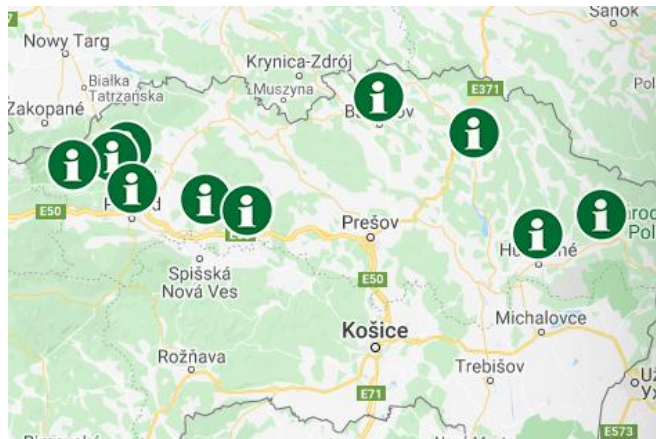 Sanok
Nowy Targ
Krynica-Zdrój
Białka
Tatrzańska
Muszyna
E371
Zakopané
i
i
i
i
i
i
i
i
i
i
E50
Prešov
E50
Spišská
Nová Ves
Michalovce
Košice
Rožňava
Trebišov
E71
E573